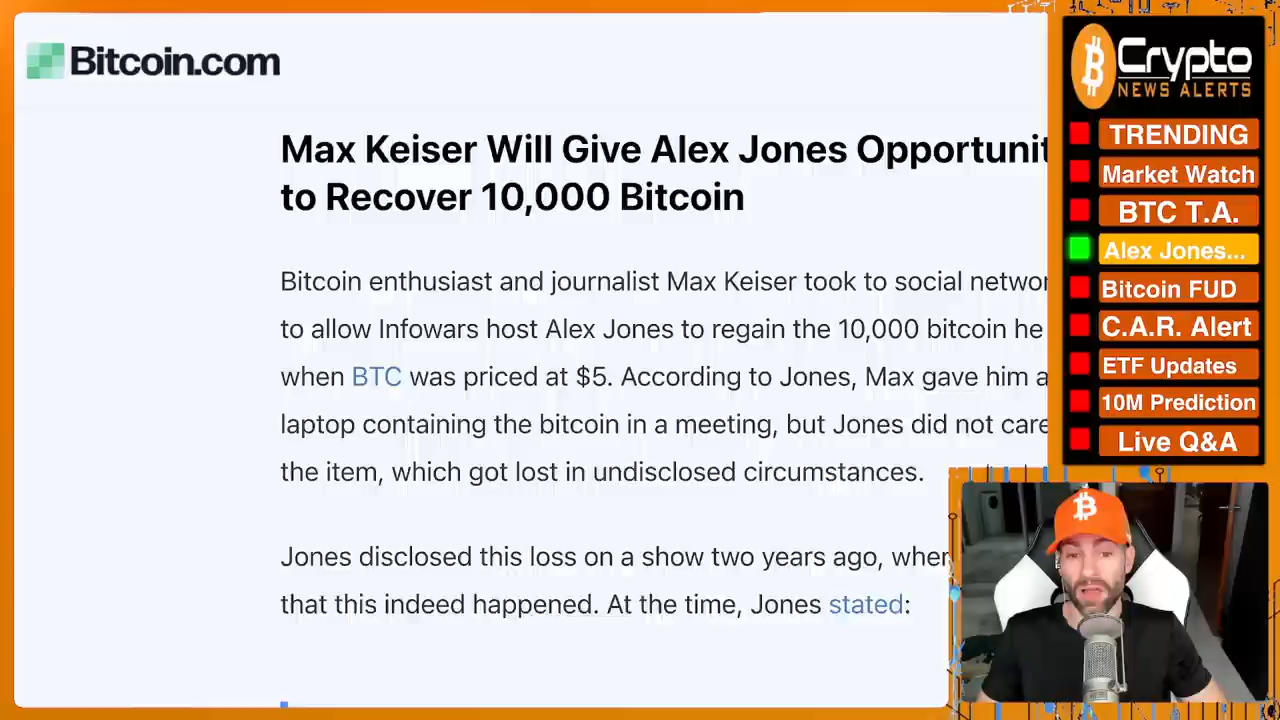 Bitcoin.com
Max Keiser Will Give Alex Jones Opportunit
to Recover 10,000 Bitcoin
Bitcoin enthusiast and journalist Max Keiser took to social networ
to allow Infowars host Alex Jones to regain the 10,000 bitcoin he
when BTC was priced at $5. According to Jones, Max gave him a
laptop containing the bitcoin in a meeting, but Jones did not care
the item, which got lost in undisclosed circumstances.
Jones disclosed this loss on a show two years ago, wher
that this indeed happened. At the time, Jones stated:
Crypto
NEWS ALERTS
TRENDING
Market Watch
BTC T.A.
Alex Jones...
Bitcoin FUD
C.A.R. Alert
ETF Updates
10M Prediction
Live Q&A